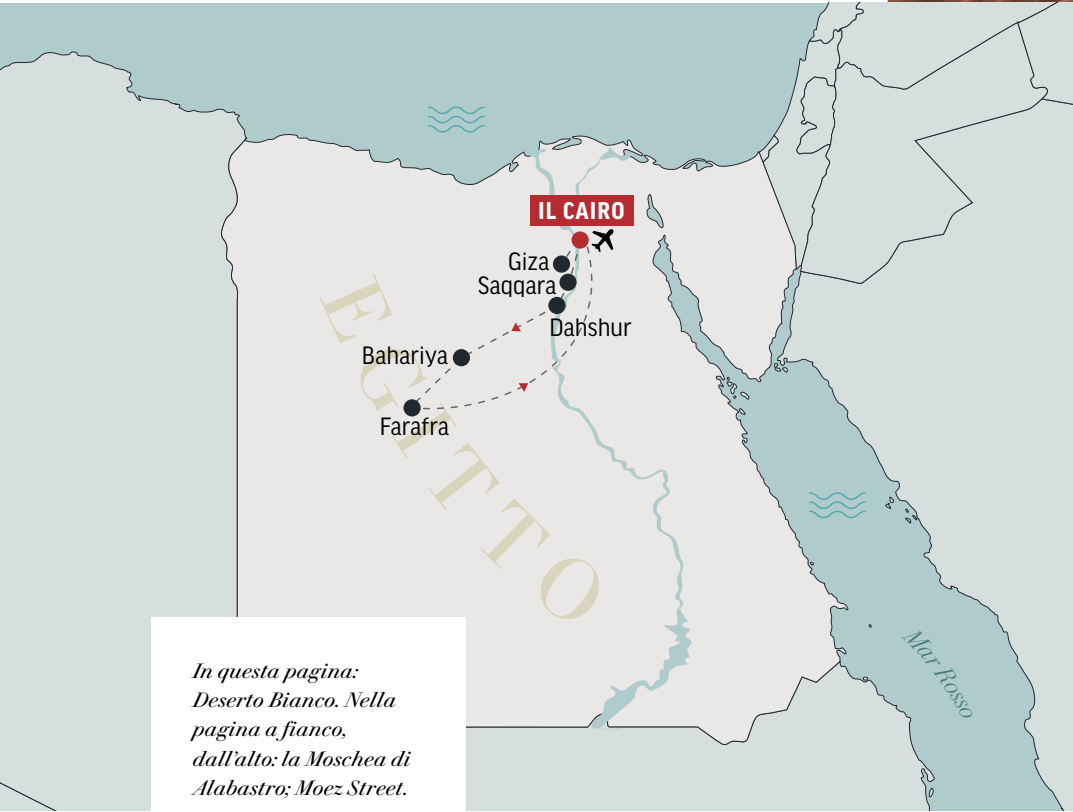 IL CAIRO
Giza
Saqqara
Dahshur
Bahariya
Farafra
EGITTO
Mar Rosso
In questa pagina:
Deserto Bianco. Nella
pagina a fianco,
dall'alto: la Moschea di
Alabastro; Moez Street.